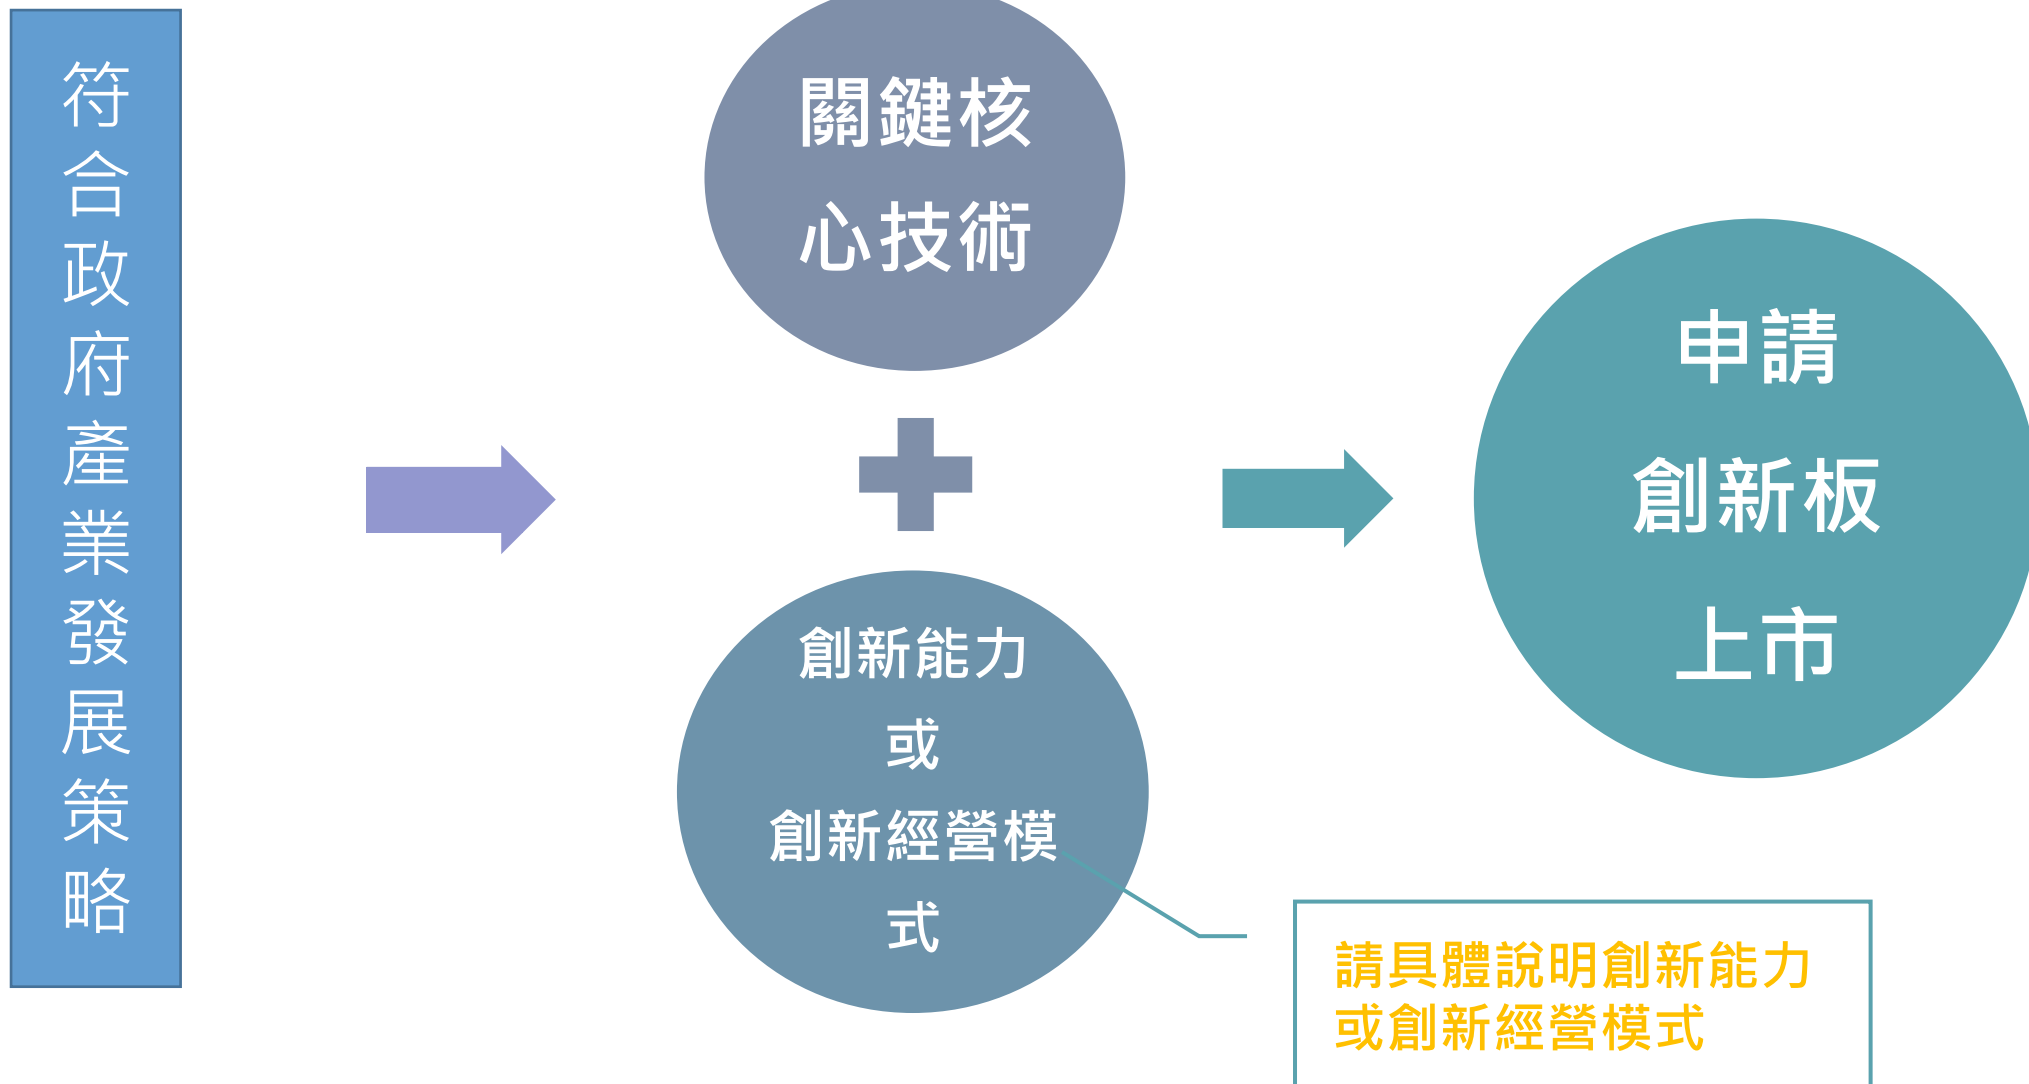 符合政府產業發展策略
關鍵核
心技術
創新能力
或
創新經營模
式
申請
創新板
上市
請具體說明創新能力
或創新經營模式